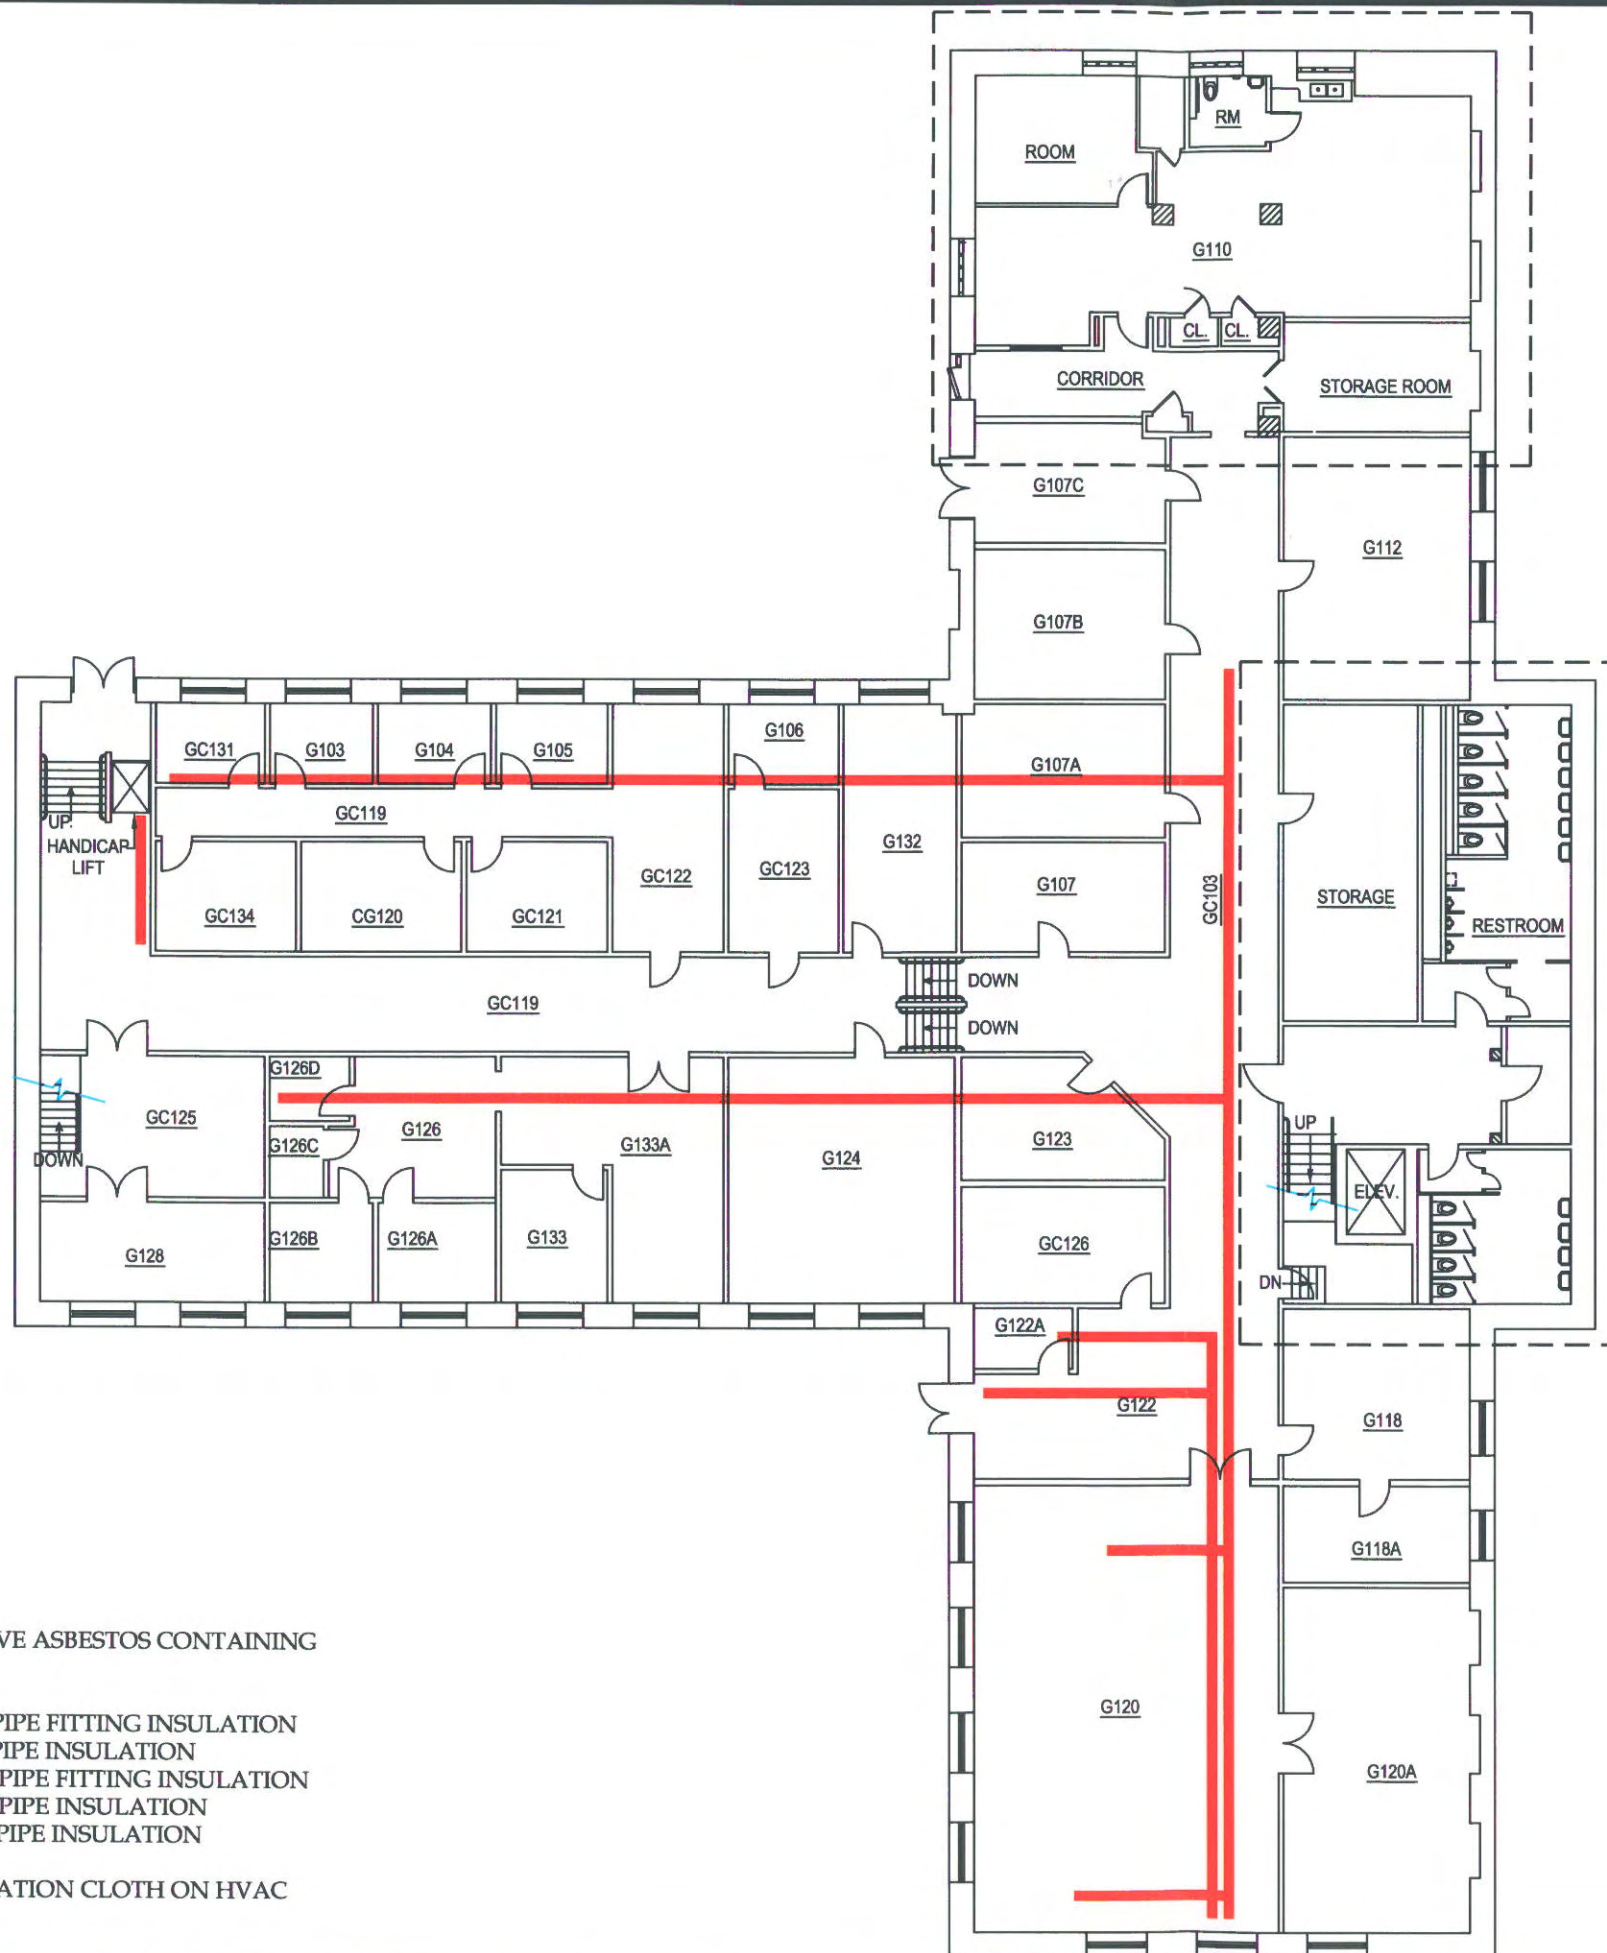 RM
ROOM
G110
CL.
CL.
CORRIDOR
STORAGE ROOM
G107C
G112
G107B
GC131
G103
G104
G105
G106
G107A
UP
HANDICAP
LIFT
GC119
G132
GC134
CG120
GC121
GC122
GC123
G107
GC103
STORAGE
RESTROOM
DOWN
GC119
DOWN
G126D
GC125
G126C
G126
G133A
G124
G123
DOWN
UP
ELEV.
G128
G126B
G126A
G133
GC126
DN
G122A
G122
G118
G118A
G120
G120A
VE ASBESTOS CONTAINING
PIPE FITTING INSULATION
PIPE INSULATION
PIPE FITTING INSULATION
PIPE INSULATION
PIPE INSULATION
ATION CLOTH ON HVAC